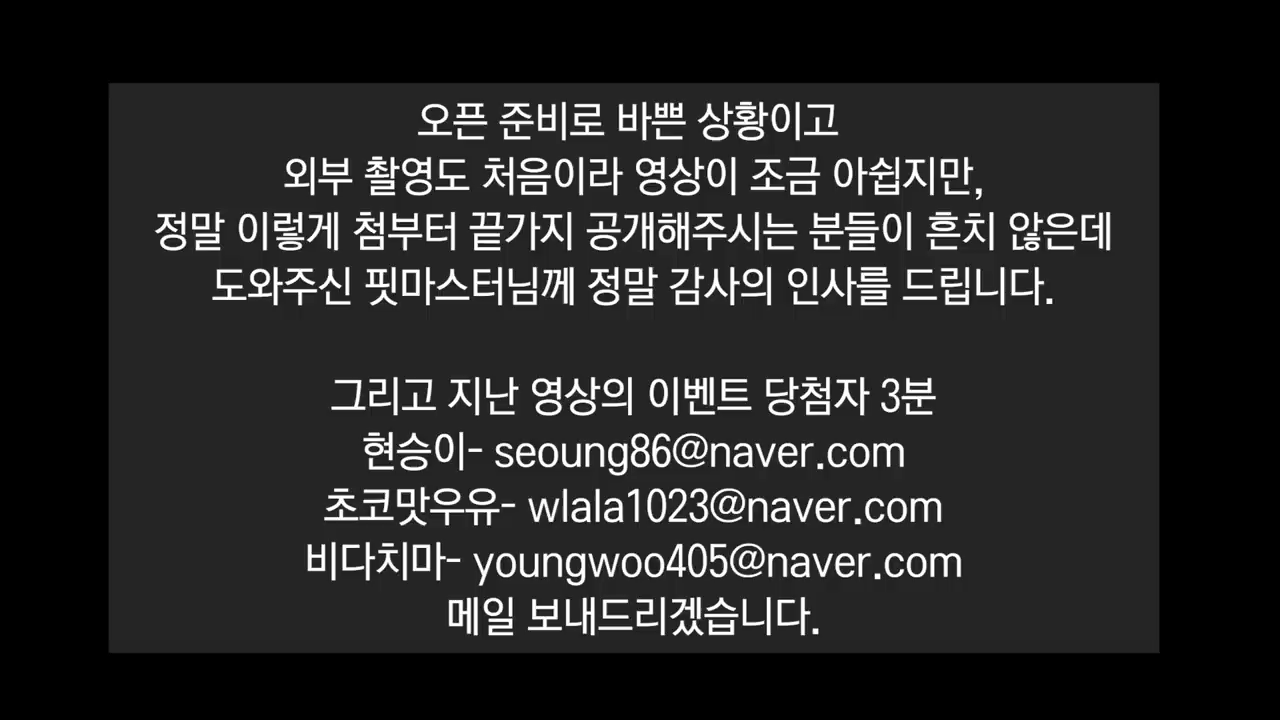 오픈 준비로 바쁜 상황이고
외부 촬영도 처음이라 영상이 조금 아쉽지만,
정말 이렇게 첨부터 끝가지 공개해주시는 분들이 흔치 않은데
도와주신 핏마스터님께 정말 감사의 인사를 드립니다.
그리고 지난 영상의 이벤트 당첨자 3분
현승이- seoung86@naver.com
초코맛우유- wlala1023@naver.com
비다치마- youngwoo405@naver.com
메일 보내드리겠습니다.